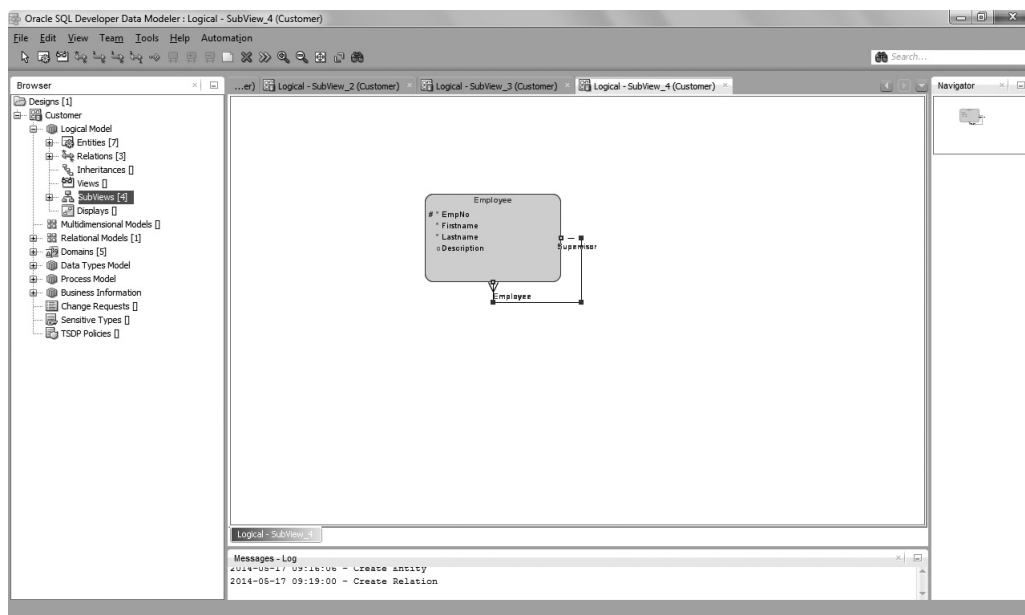 Oracle SQL Developer Data Modeler : Logical - SubView_4 (Customer)
File Edit View Team Tools Help Automation
Search...
Browser
Designs [1]
Customer
Logical Model
Entities [7]
Relations [3]
Inheritances []
Views []
SubViews [4]
Displays []
Multidimensional Models []
Relational Models [1]
Domains [5]
Data Types Model
Process Model
Business Information
Change Requests []
Sensitive Types []
TSDP Policies []
...er) Logical - SubView_2 (Customer) Logical - SubView_3 (Customer) Logical - SubView_4 (Customer)
Employee
# * EmpNo
* Firstname
* Lastname
o Description
Supervisor
Employee
Logical - SubView_4
Navigator
Messages - Log
2014-05-17 09:16:06 - Create Entity
2014-05-17 09:19:00 - Create Relation